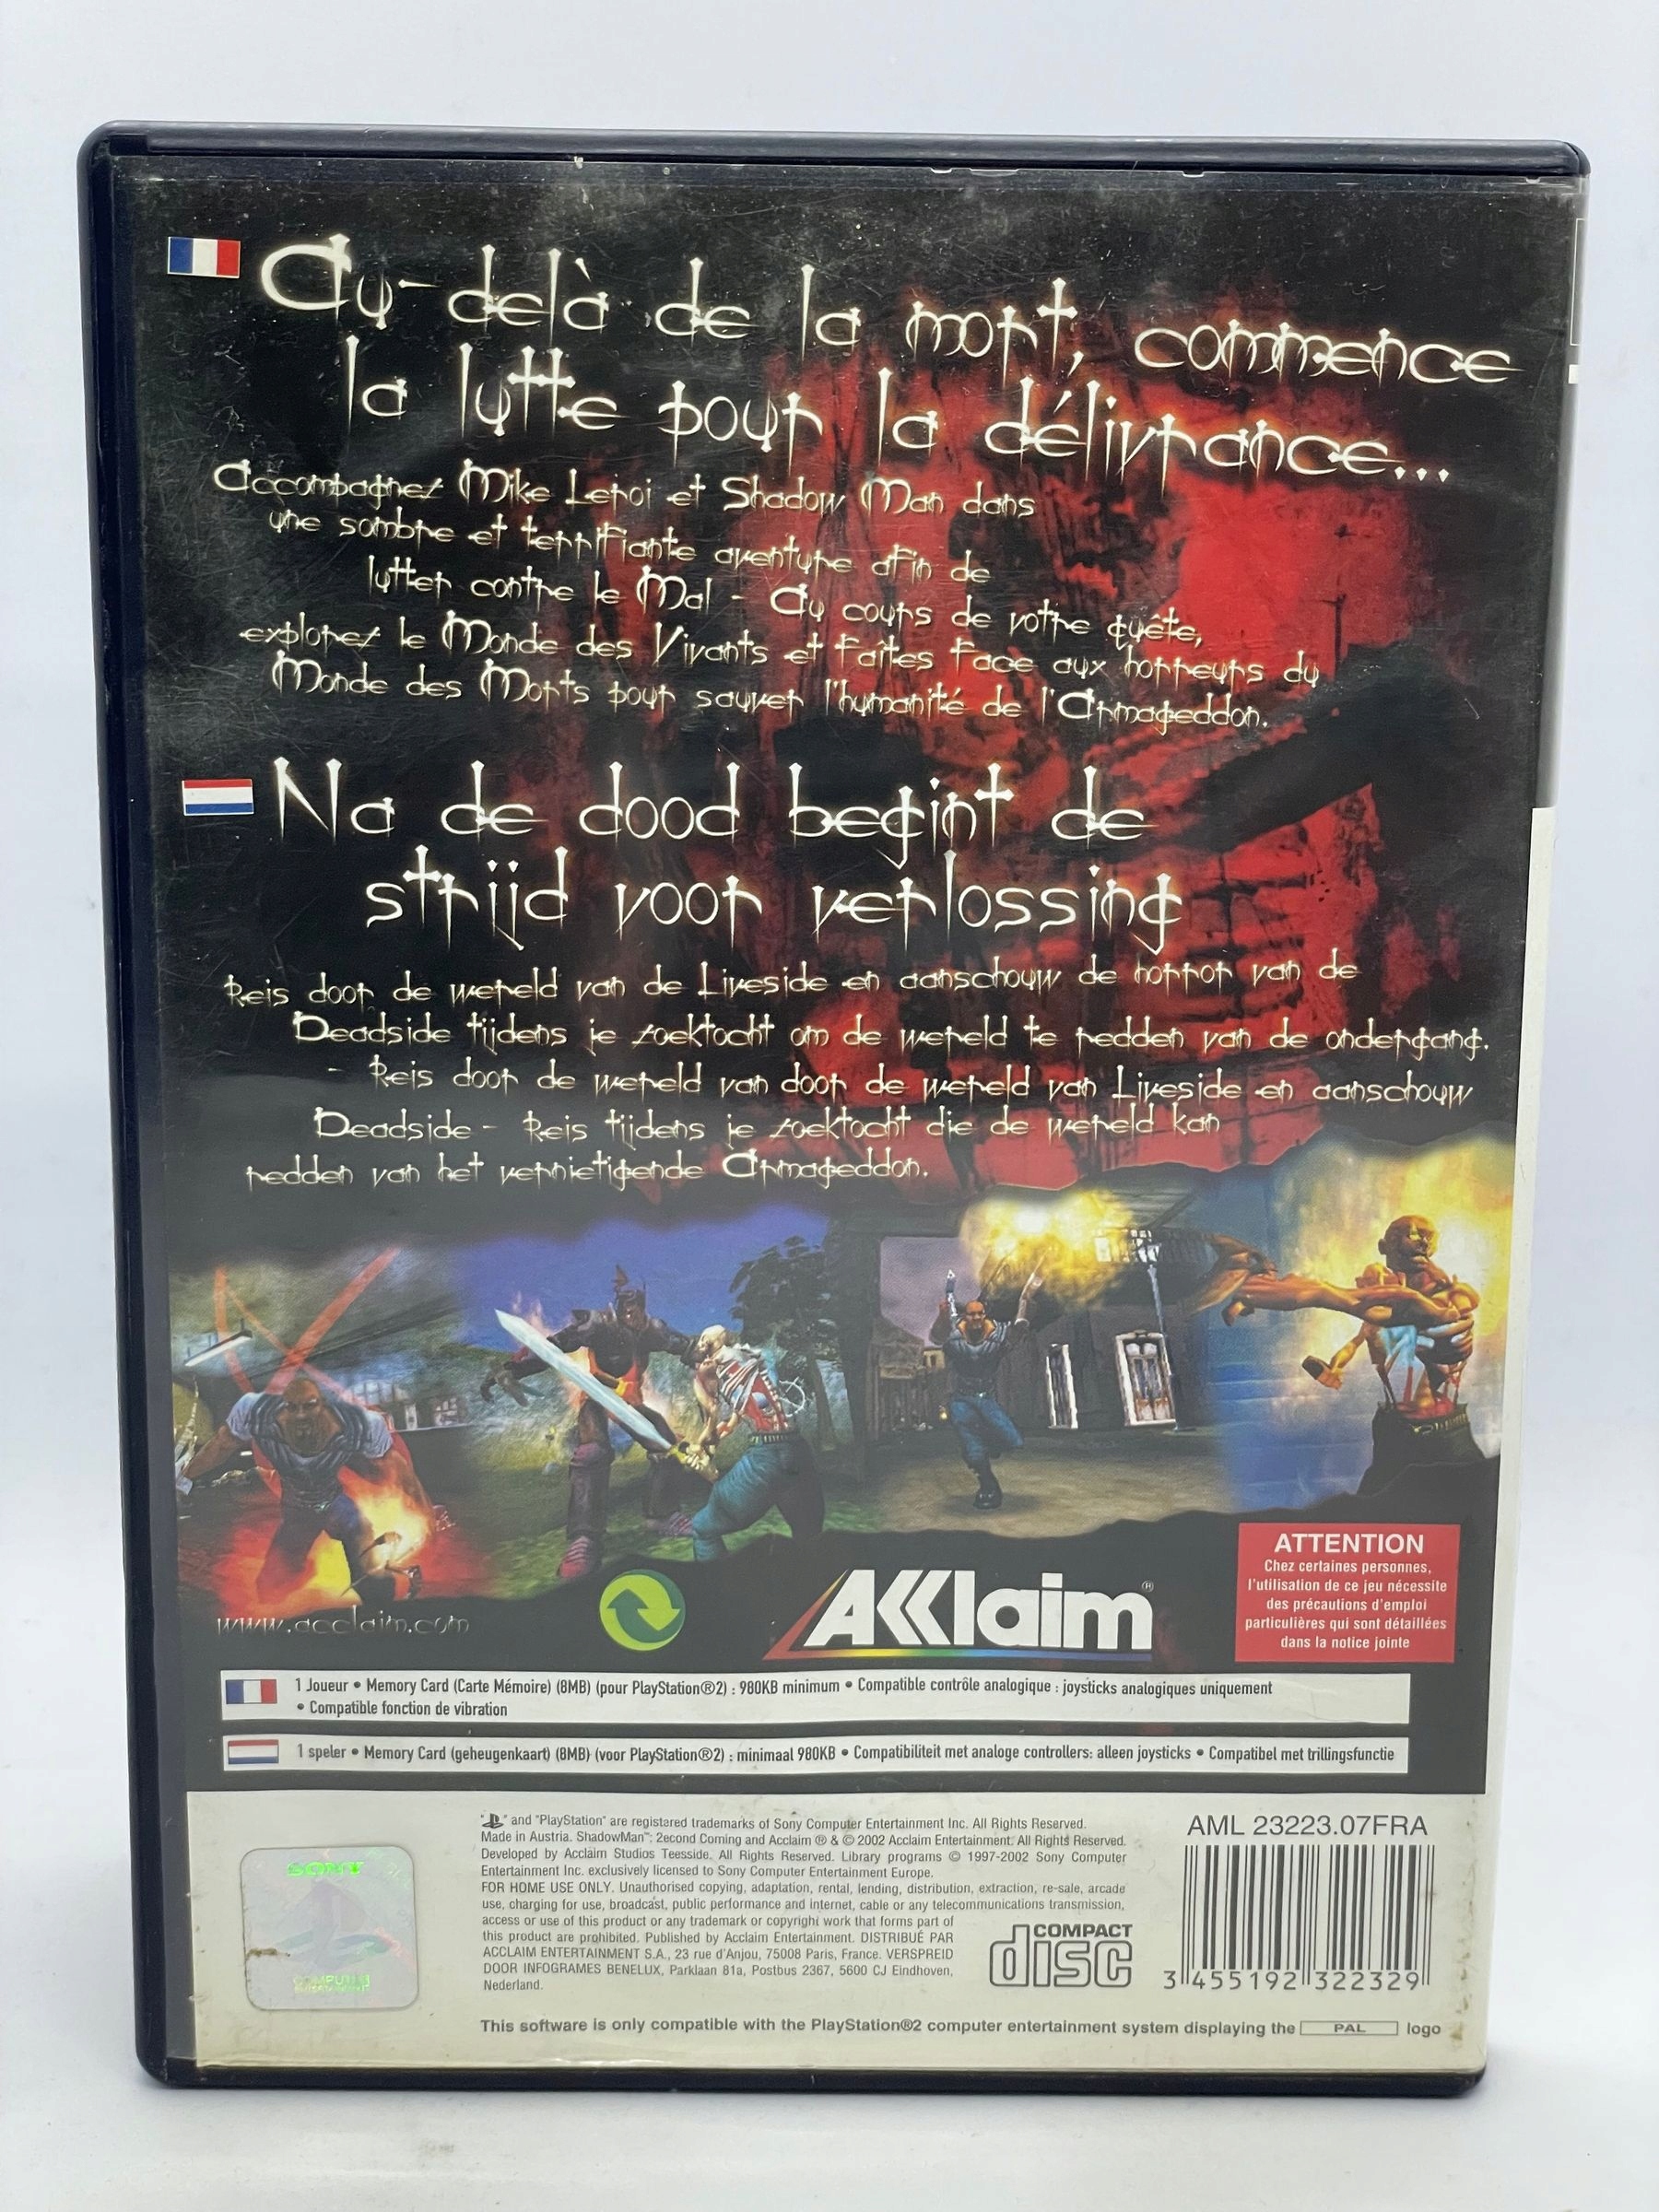 Au-delà de la mort, commence
la lutte pour la délivrance...
Accompagnez Mike Leroi et Shadow Man dans
une sombre et terrifiante aventure afin de
lutter contre le Mal - Au cours de votre quête,
explorez le Monde des Vivants et faîtes face aux horreurs du
Monde des Morts pour sauver l'humanité de l'Armageddon.
Na de dood begint de
strijd voor verlossing
Reis door de wereld van de Liveside en aanschouw de horror van de
Deadside tijdens je zoektocht om de wereld te redden van de ondergang.
- Reis door de wereld van door de wereld van Liveside en aanschouw
Deadside - Reis tijdens je zoektocht die de wereld kan
redden van het vernietigende Armageddon.
www.acclaim.com
AKKlaim®
ATTENTION
Chez certaines personnes,
l'utilisation de ce jeu nécessite
des précautions d'emploi
particulières qui sont détaillées
dans la notice jointe
1 Joueur • Memory Card (Carte Mémoire) (8MB) (pour PlayStation®2) : 980KB minimum • Compatible contrôle analogique : joysticks analogiques uniquement
• Compatible fonction de vibration
1 speler • Memory Card (geheugenkaart) (8MB) (voor PlayStation®2) : minimaal 980KB • Compatibiliteit met analoge controllers: alleen joysticks • Compatibel met trillingsfunctie
" " and "PlayStation" are registered trademarks of Sony Computer Entertainment Inc. All Rights Reserved.
Made in Austria. ShadowMan™: 2econd Coming and Acclaim ® & © 2002 Acclaim Entertainment. All Rights Reserved.
Developed by Acclaim Studios Teesside. All Rights Reserved. Library programs © 1997-2002 Sony Computer
Entertainment Inc. exclusively licensed to Sony Computer Entertainment Europe.
FOR HOME USE ONLY. Unauthorised copying, adaptation, rental, lending, distribution, extraction, re-sale, arcade
use, charging for use, broadcast, public performance and internet, cable or any telecommunications transmission,
access or use of this product or any trademark or copyright work that forms part of
this product are prohibited. Published by Acclaim Entertainment. DISTRIBUÉ PAR
ACCLAIM ENTERTAINMENT S.A., 23 rue d'Anjou, 75008 Paris, France. VERSPREID
DOOR INFOGRAMES BENELUX, Parklaan 81a, Postbus 2367, 5600 CJ Eindhoven,
Nederland.
SONY
COMPUTER
COMPACT
disc
AML 23223.07FRA
3 455192 322329
This software is only compatible with the PlayStation®2 computer entertainment system displaying the PAL logo